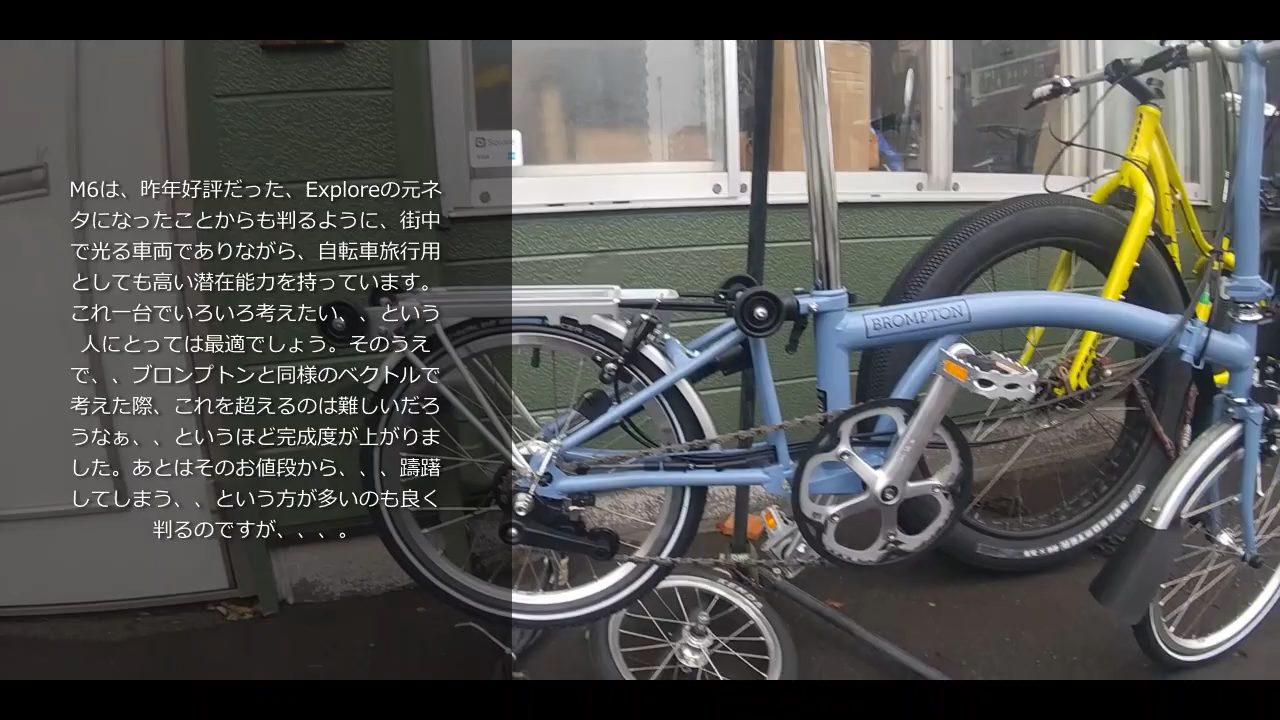 M6は、昨年好評だった、Exploreの元ネ
タになったことからも判るように、街中
で光る車両でありながら、自転車旅行用
としても高い潜在能力を持っています。
これ一台でいろいろ考えたい、、という
人にとっては最適でしょう。そのうえ
で、、ブロンプトンと同様のベクトルで
考えた際、これを超えるのは難しいだろ
うなぁ、、というほど完成度が上がりま
した。あとはそのお値段から、、、躊躇
してしまう、、という方が多いのも良く
判るのですが、、、、。
Square
VISA
BROMPTON